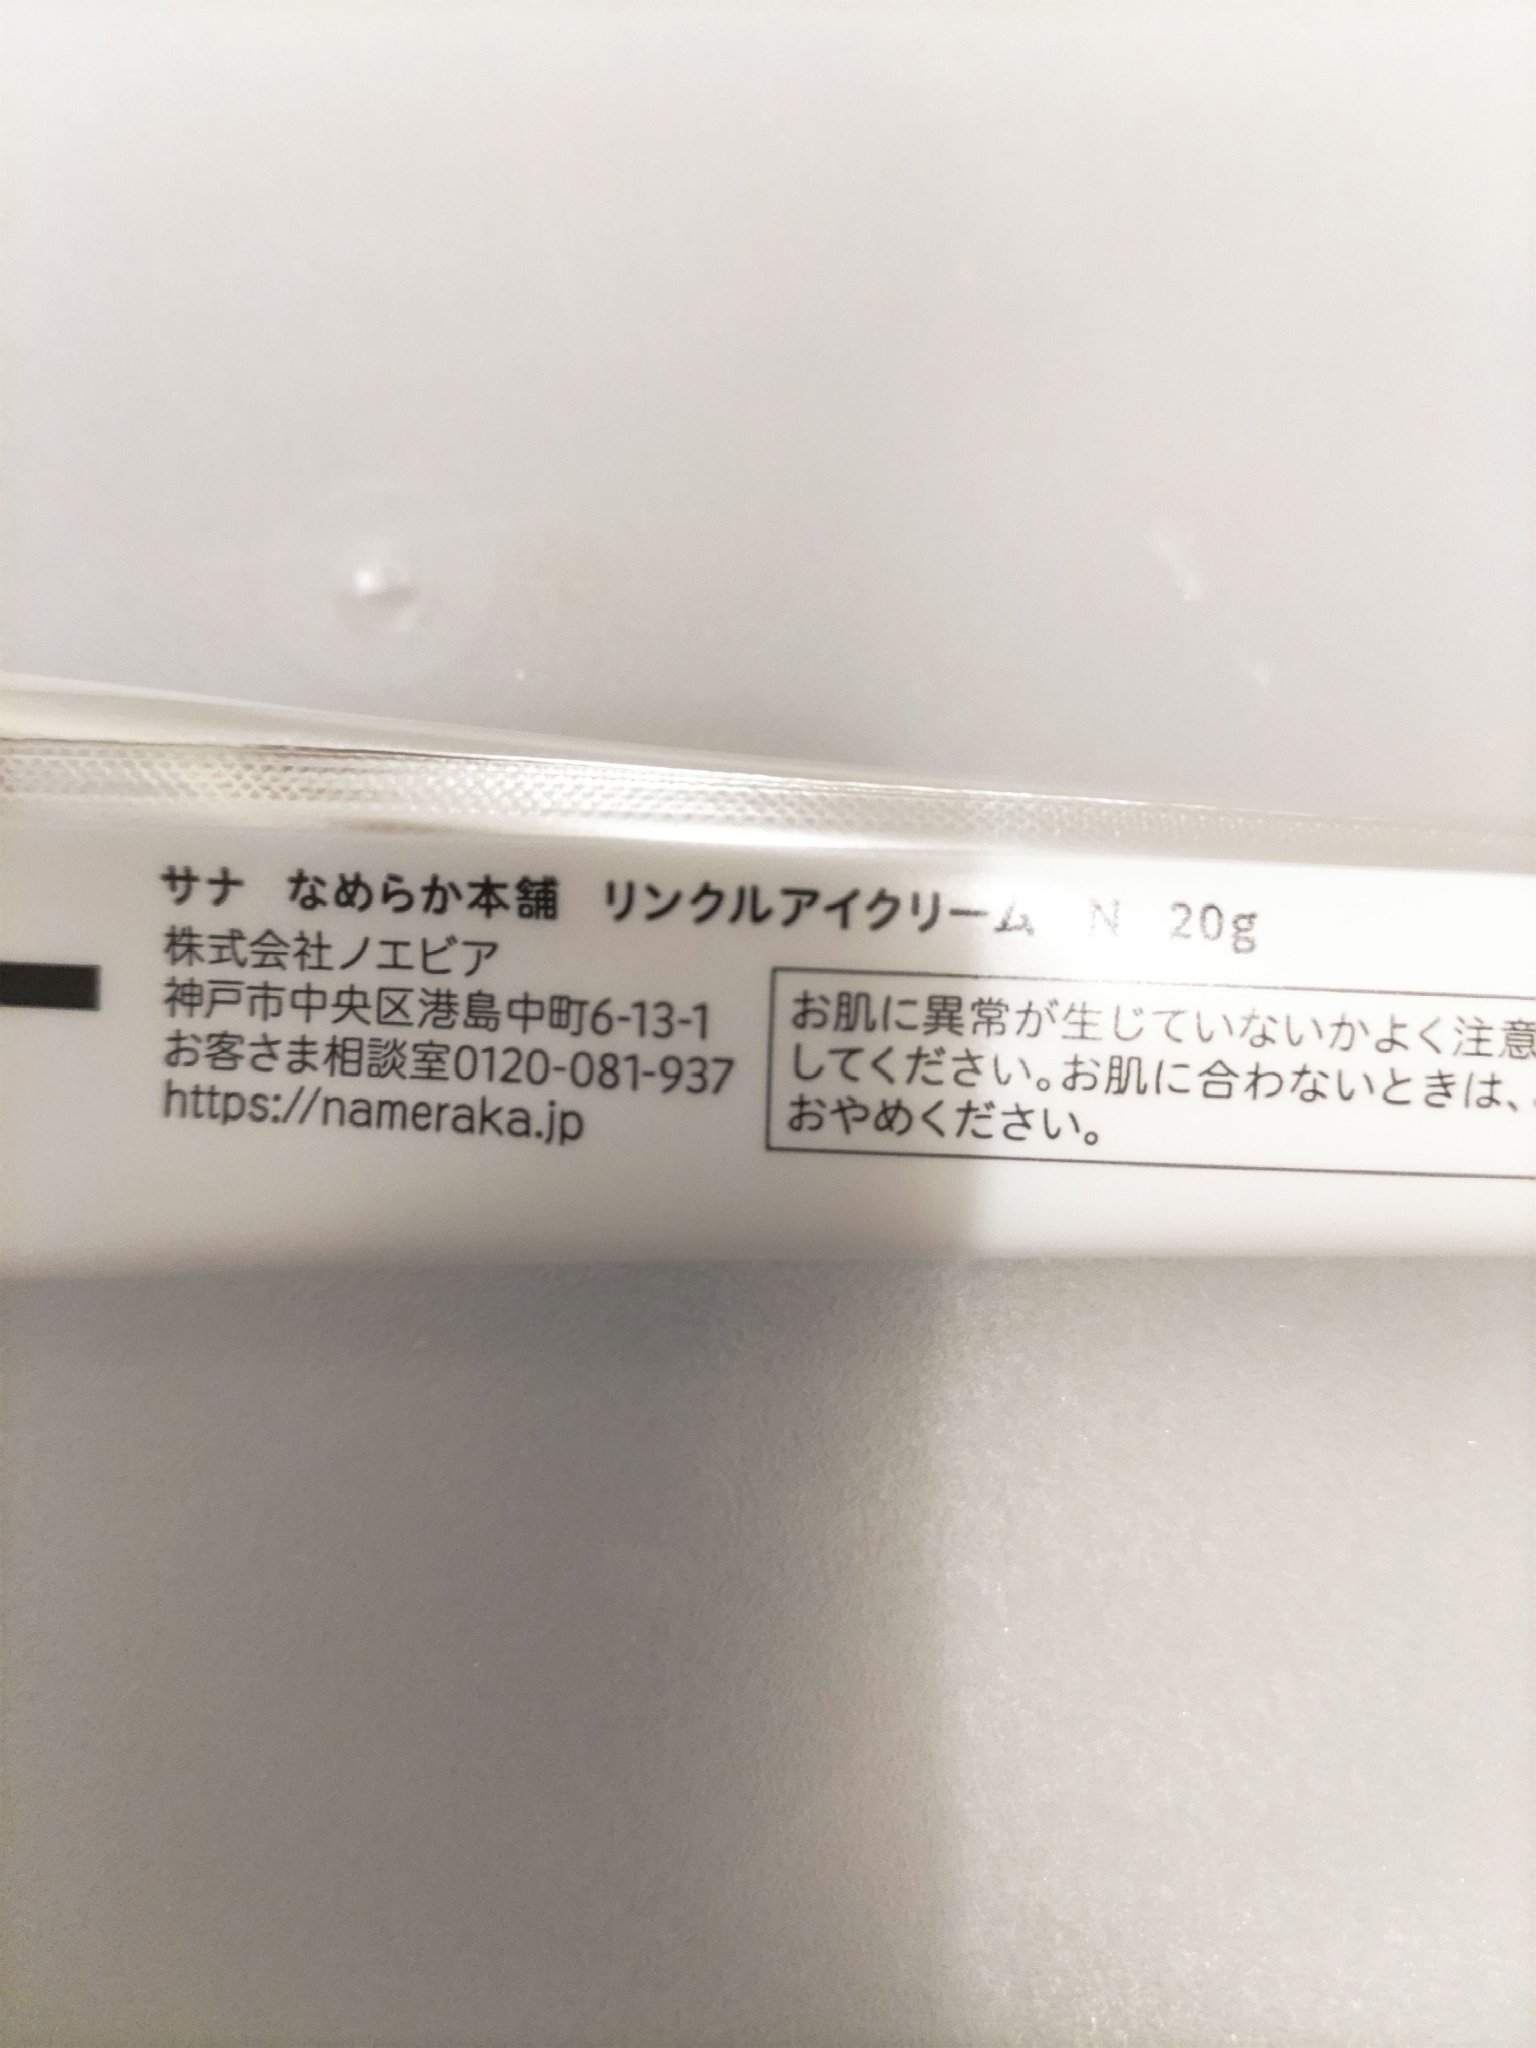 サナ なめらか本舗 リンクルアイクリーム N 20g
株式会社ノエビア
神戸市中央区港島中町6-13-1
お客さま相談室0120-081-937
https://nameraka.jp
お肌に異常が生じていないかよく注意
してください。お肌に合わないときは、
おやめください。